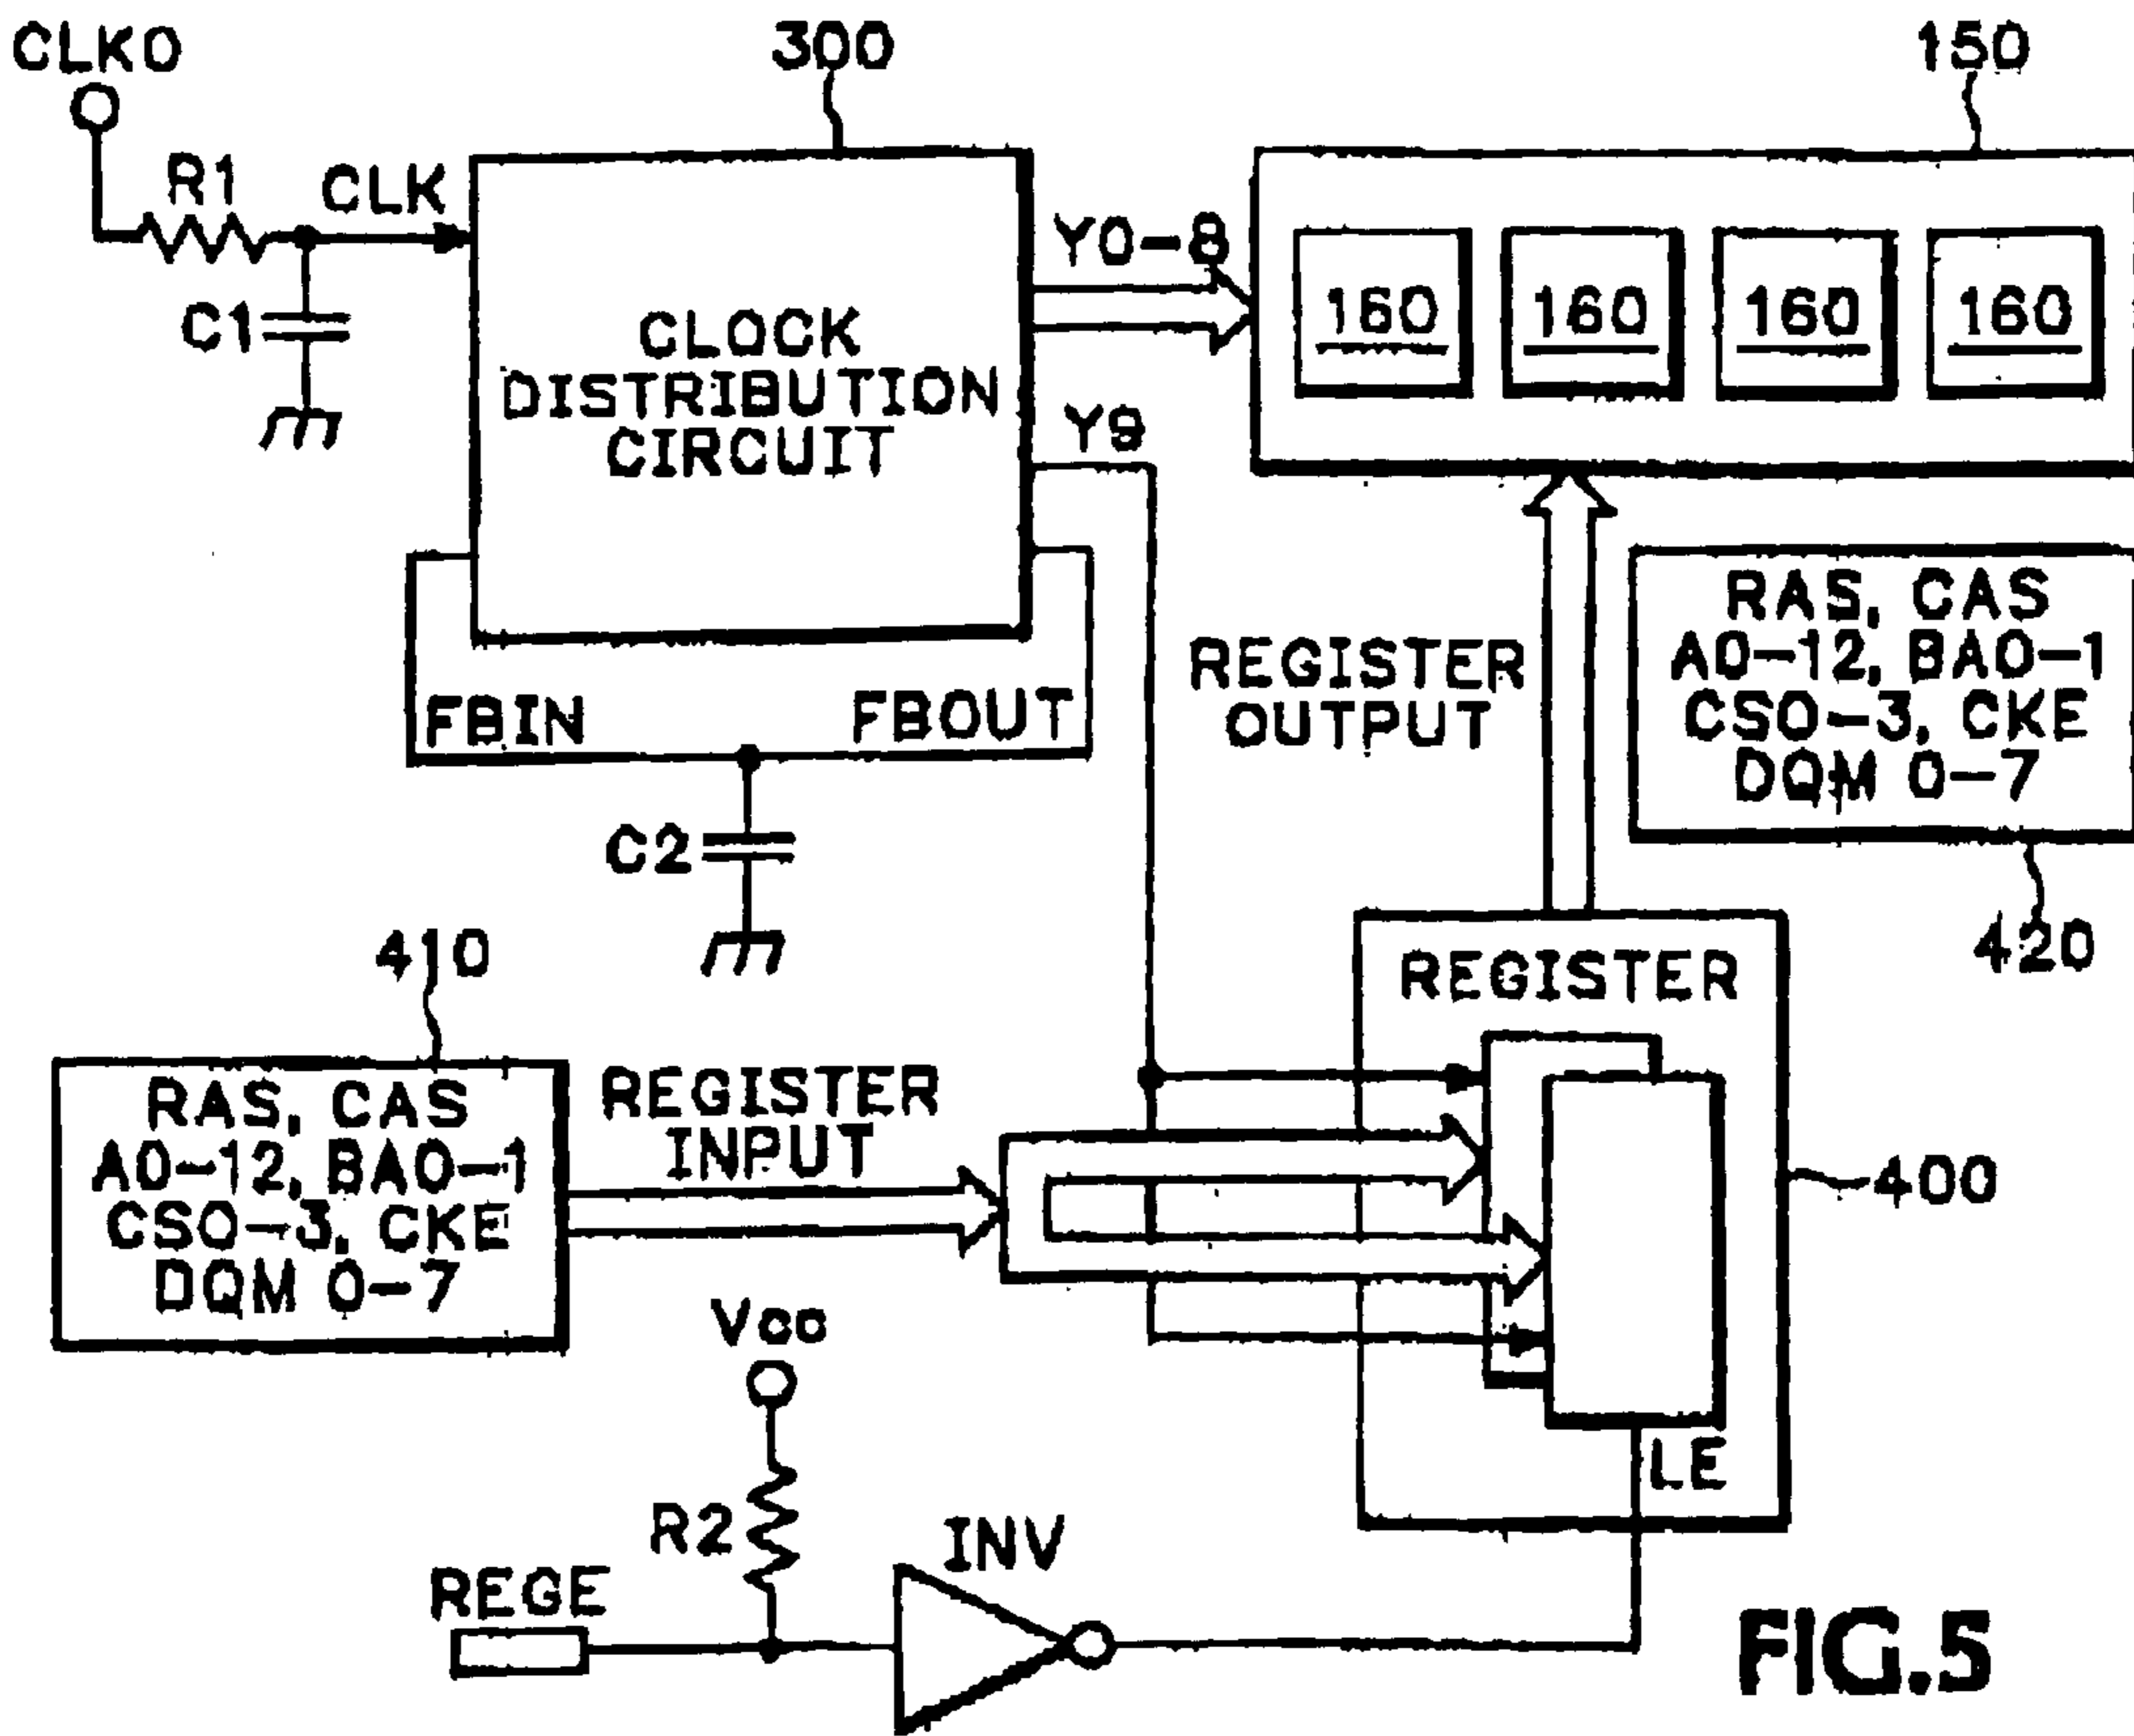 CLK0
300
150
R1
CLK
Y0-8
C1
160
160
160
160
CLOCK
DISTRIBUTION
CIRCUIT
Y9
RAS, CAS
A0-12, BA0-1
CS0-3, CKE
DQM 0-7
REGISTER
OUTPUT
FBIN
FBOUT
C2
420
410
REGISTER
RAS, CAS
A0-12, BA0-1
CS0-3, CKE
DQM 0-7
REGISTER
INPUT
400
Vcc
LE
R2
INV
REGE
FIG.5